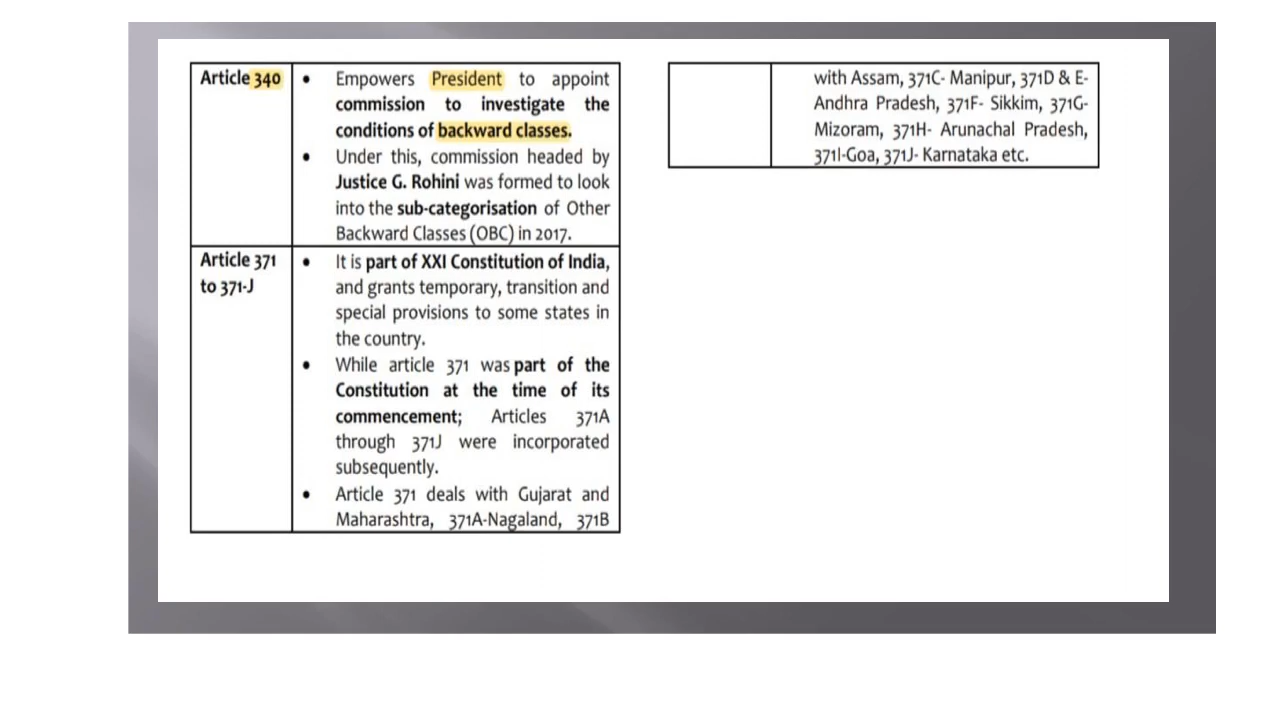 Article 340
• Empowers President to appoint
commission to investigate the
conditions of backward classes.
• Under this, commission headed by
Justice G. Rohini was formed to look
into the sub-categorisation of Other
Backward Classes (OBC) in 2017.
Article 371
to 371-J
• It is part of XXI Constitution of India,
and grants temporary, transition and
special provisions to some states in
the country.
• While article 371 was part of the
Constitution at the time of its
commencement; Articles 371A
through 371J were incorporated
subsequently.
• Article 371 deals with Gujarat and
Maharashtra, 371A-Nagaland, 371B
with Assam, 371C- Manipur, 371D & E-
Andhra Pradesh, 371F- Sikkim, 371G-
Mizoram, 371H- Arunachal Pradesh,
371I-Goa, 371J- Karnataka etc.